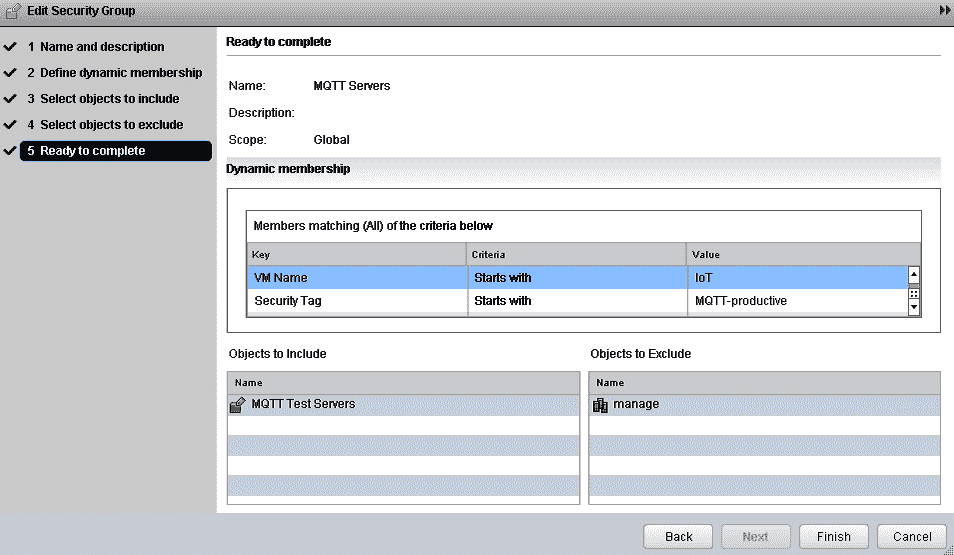 Edit Security Group
1 Name and description
2 Define dynamic membership
3 Select objects to include
4 Select objects to exclude
5 Ready to complete
Ready to complete
Name: MQTT Servers
Description:
Scope: Global
Dynamic membership
Members matching (All) of the criteria below
Key Criteria Value
VM Name Starts with IoT
Security Tag Starts with MQTT-productive
Objects to Include
Name
MQTT Test Servers
Objects to Exclude
Name
manage
Back Next Finish Cancel